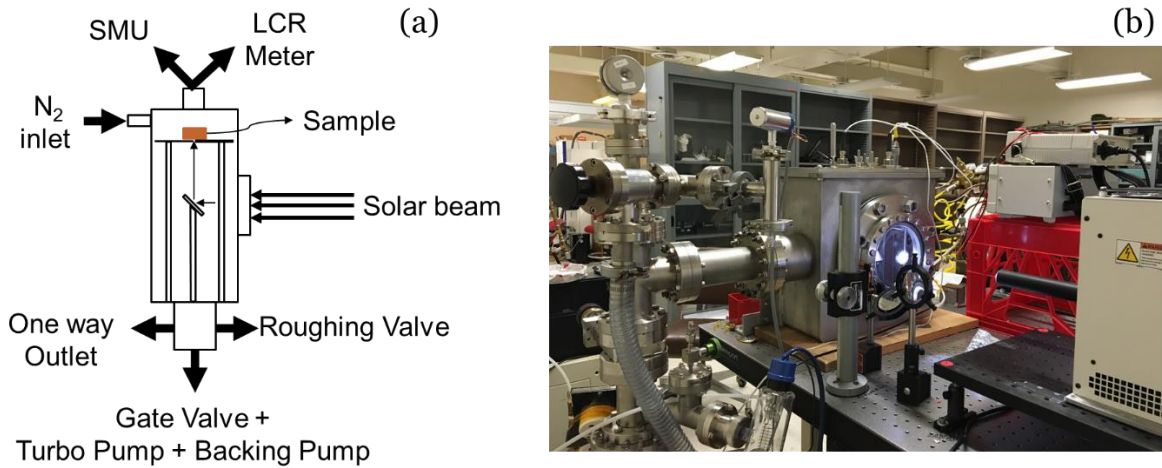 (a)
SMU
LCR
Meter
N₂
inlet
Sample
Solar beam
One way
Outlet
Roughing Valve
Gate Valve +
Turbo Pump + Backing Pump
(b)